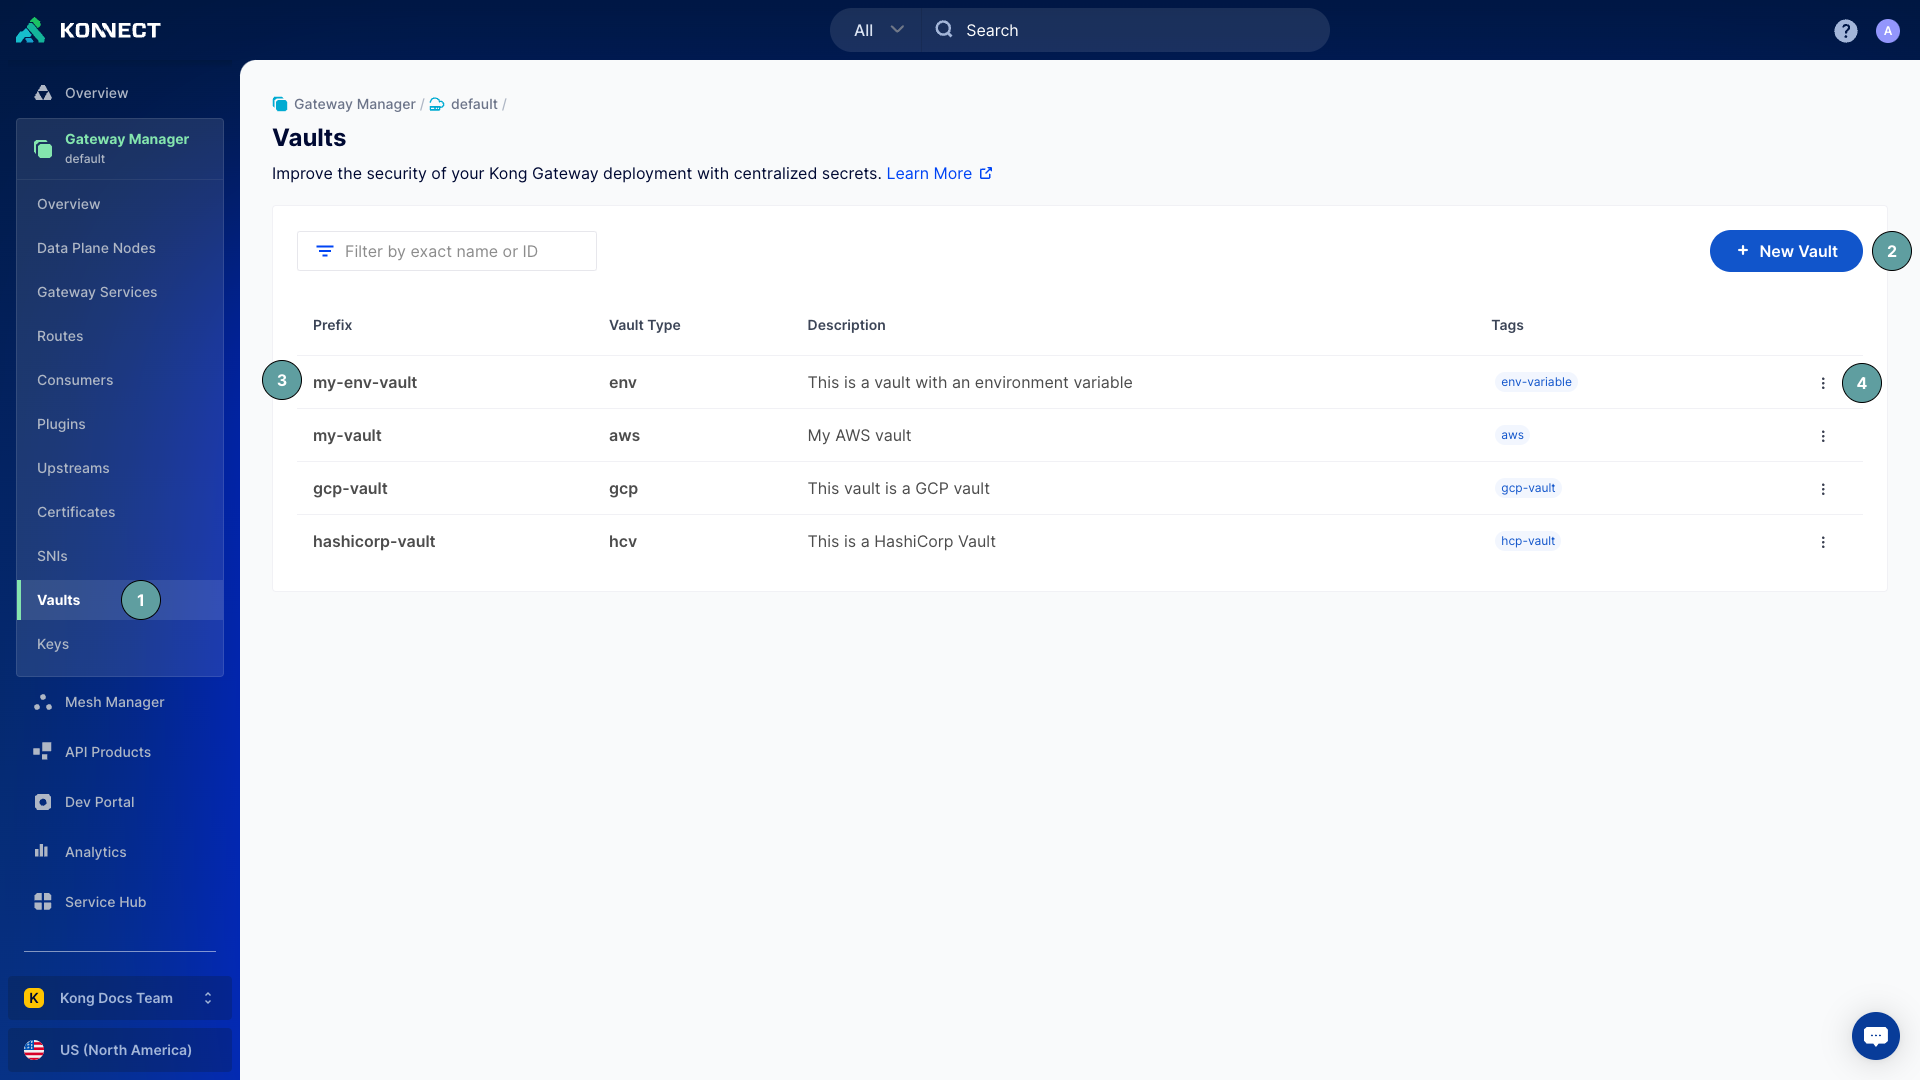 KONNECT
All
Search
?
A
Overview
Gateway Manager
default
Overview
Data Plane Nodes
Gateway Services
Routes
Consumers
Plugins
Upstreams
Certificates
SNIs
Vaults
1
Keys
Mesh Manager
API Products
Dev Portal
Analytics
Service Hub
K Kong Docs Team
US (North America)
Gateway Manager / default /
Vaults
Improve the security of your Kong Gateway deployment with centralized secrets. Learn More
Filter by exact name or ID
+ New Vault
2
Prefix Vault Type Description Tags
3 my-env-vault env This is a vault with an environment variable env-variable 4
my-vault aws My AWS vault aws
gcp-vault gcp This vault is a GCP vault gcp-vault
hashicorp-vault hcv This is a HashiCorp Vault hcp-vault